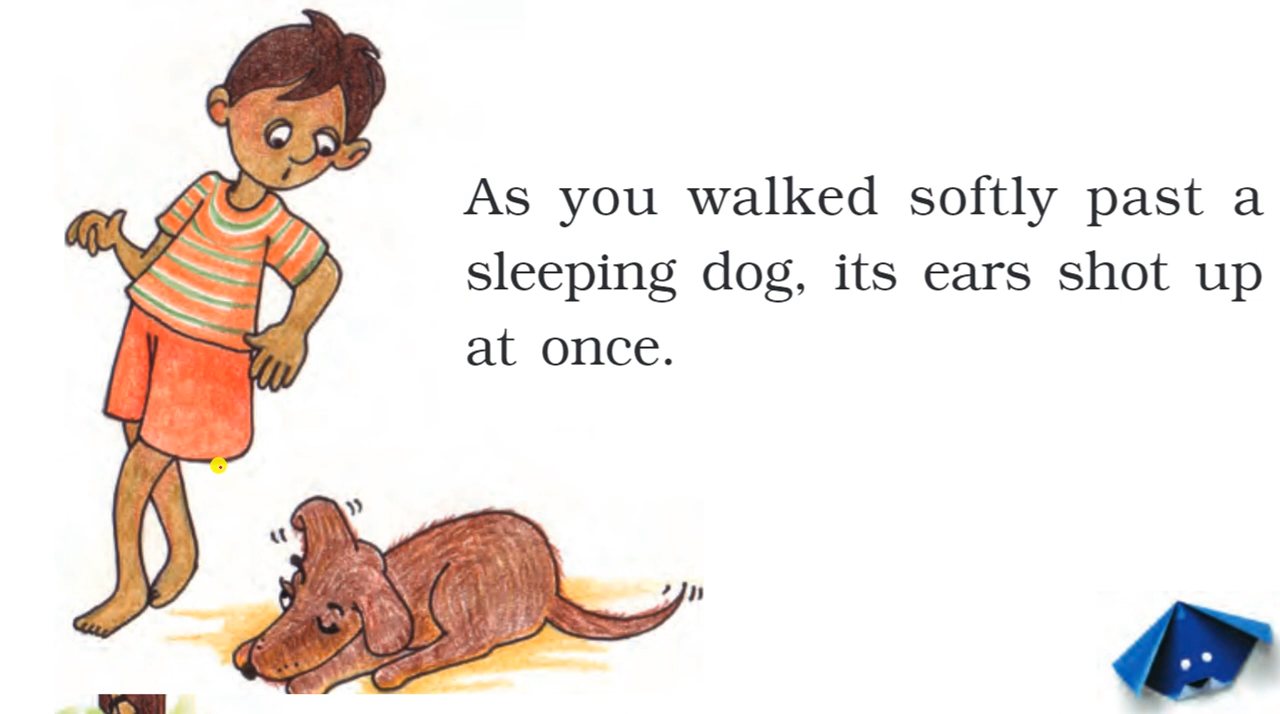 As you walked softly past a
sleeping dog, its ears shot up
at once.